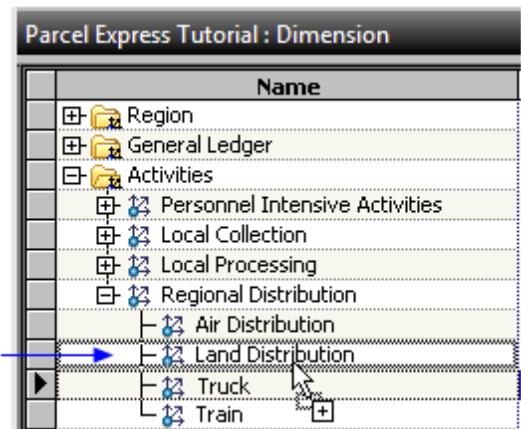 Parcel Express Tutorial : Dimension
Name
Region
General Ledger
Activities
Personnel Intensive Activities
Local Collection
Local Processing
Regional Distribution
Air Distribution
Land Distribution
Truck
Train